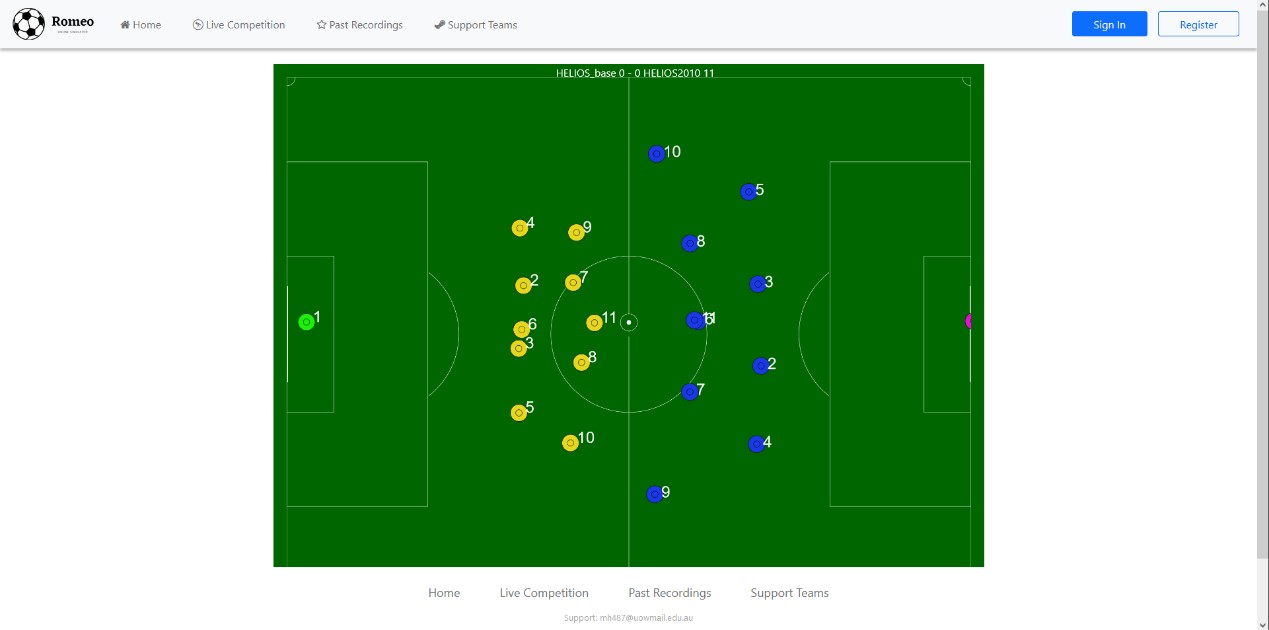 Romeo
Home
Live Competition
Past Recordings
Support Teams
Sign In
Register
HELIOS_base 0 - 0 HELIOS2010 11
10
5
4
9
8
2
7
3
1
11
11
6
3
8
2
7
5
10
4
9
Home
Live Competition
Past Recordings
Support Teams
Support: mh487@uowmail.edu.au